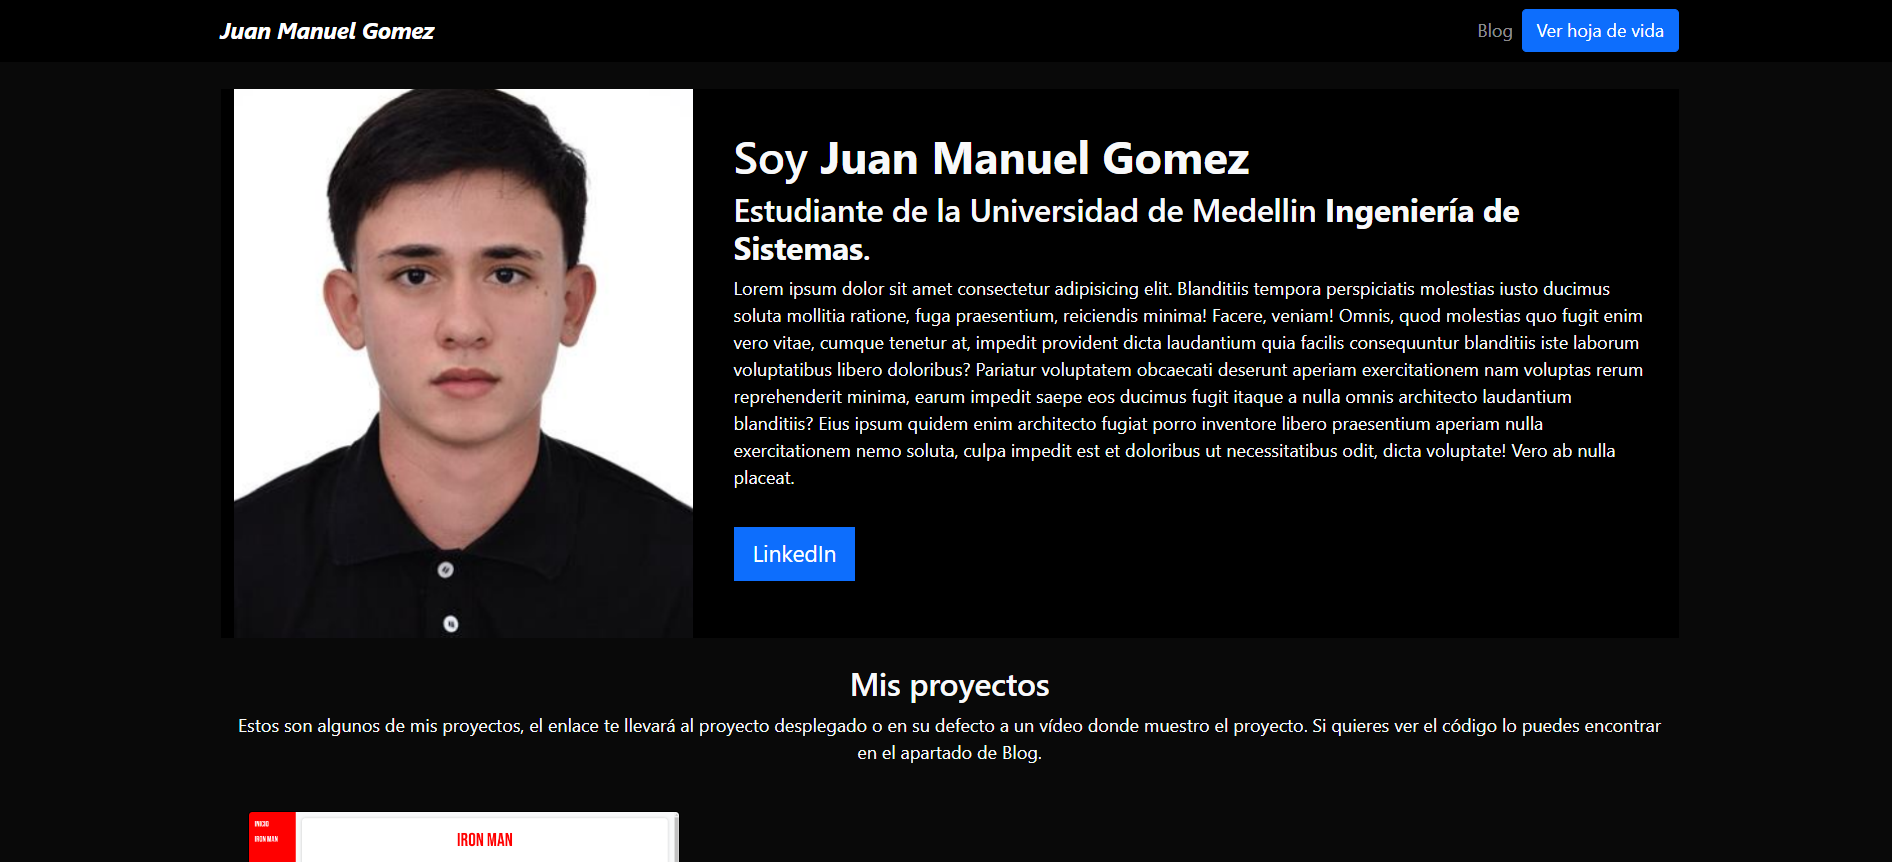 Juan Manuel Gomez
Blog
Ver hoja de vida
Soy Juan Manuel Gomez
Estudiante de la Universidad de Medellin Ingeniería de
Sistemas.
Lorem ipsum dolor sit amet consectetur adipisicing elit. Blanditiis tempora perspiciatis molestias iusto ducimus
soluta mollitia ratione, fuga praesentium, reiciendis minima! Facere, veniam! Omnis, quod molestias quo fugit enim
vero vitae, cumque tenetur at, impedit provident dicta laudantium quia facilis consequuntur blanditiis iste laborum
voluptatibus libero doloribus? Pariatur voluptatem obcaecati deserunt aperiam exercitationem nam voluptas rerum
reprehenderit minima, earum impedit saepe eos ducimus fugit itaque a nulla omnis architecto laudantium
blanditiis? Eius ipsum quidem enim architecto fugiat porro inventore libero praesentium aperiam nulla
exercitationem nemo soluta, culpa impedit est et doloribus ut necessitatibus odit, dicta voluptate! Vero ab nulla
placeat.
LinkedIn
Mis proyectos
Estos son algunos de mis proyectos, el enlace te llevará al proyecto desplegado o en su defecto a un vídeo donde muestro el proyecto. Si quieres ver el código lo puedes encontrar
en el apartado de Blog.
INICIO
IRON MAN
IRON MAN